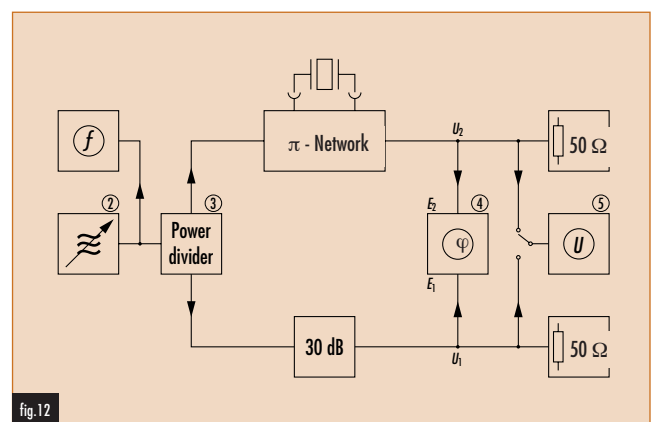 f
π - Network
U2
50 Ω
②
③
E2
④
⑤
Power
divider
φ
U
E1
30 dB
U1
50 Ω
fig.12